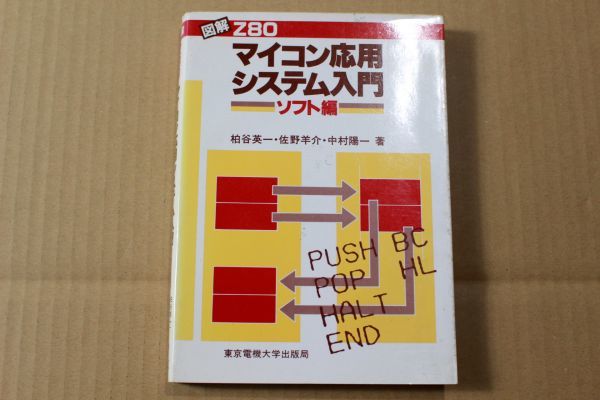 図解 Z80
マイコン応用
システム入門
ソフト編
柏谷英一・佐野羊介・中村陽一 著
PUSH BC
POP HL
HALT
END
東京電機大学出版局